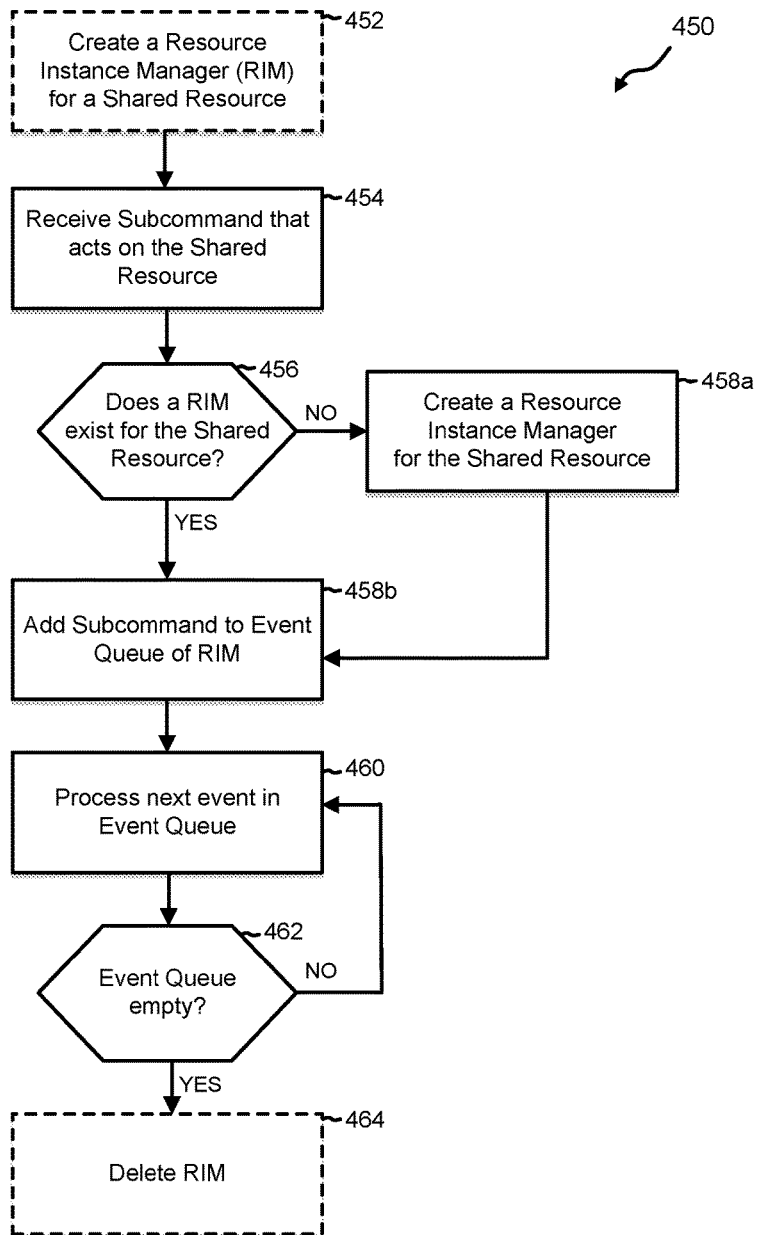 452
Create a Resource
Instance Manager (RIM)
for a Shared Resource
450
454
Receive Subcommand that
acts on the Shared
Resource
456
Does a RIM
exist for the Shared
Resource?
NO
458a
Create a Resource
Instance Manager
for the Shared Resource
YES
458b
Add Subcommand to Event
Queue of RIM
460
Process next event in
Event Queue
462
Event Queue
empty?
NO
YES
464
Delete RIM